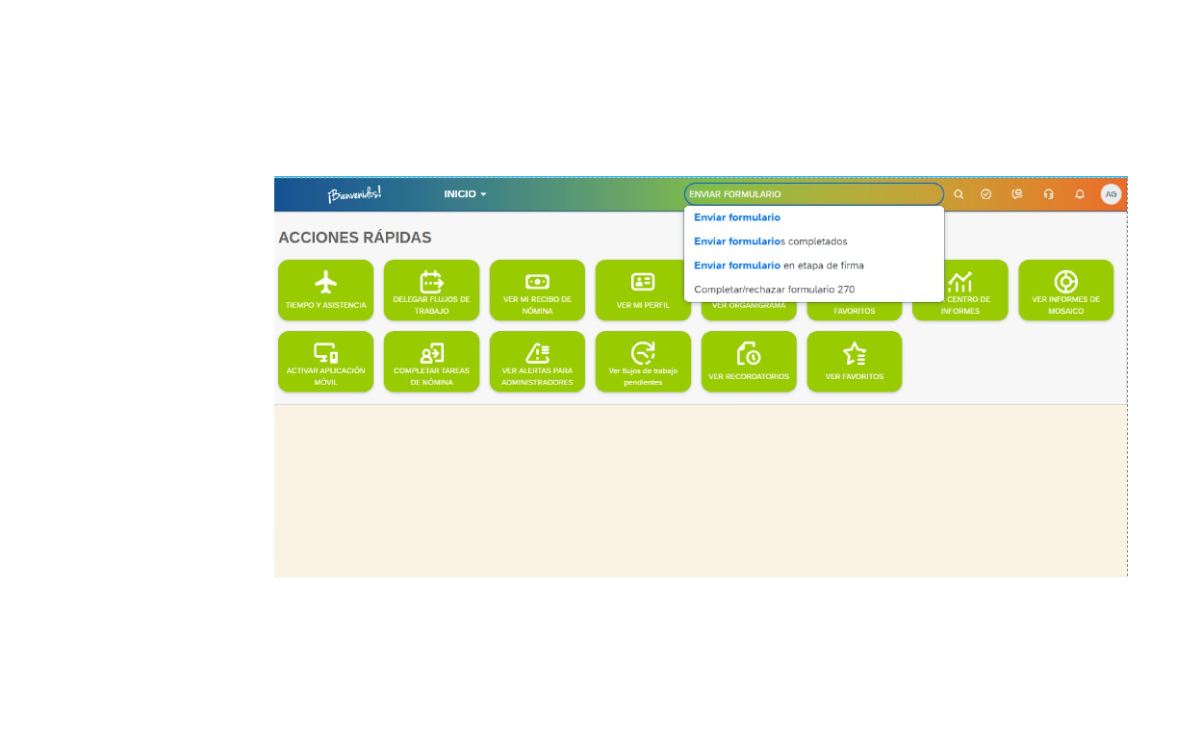 ¡Bienvenid@s!
INICIO
ENVIAR FORMULARIO
AG
Enviar formulario
Enviar formularios completados
Enviar formulario en etapa de firma
Completar/rechazar formulario 270
ACCIONES RÁPIDAS
TIEMPO Y ASISTENCIA
DELEGAR FLUJOS DE
TRABAJO
VER MI RECIBO DE
NÓMINA
VER MI PERFIL
VER ORGANIGRAMA
FAVORITOS
CENTRO DE
INFORMES
VER INFORMES DE
MOSAICO
ACTIVAR APLICACIÓN
MÓVIL
COMPLETAR TAREAS
DE NÓMINA
VER ALERTAS PARA
ADMINISTRADORES
Ver flujos de trabajo
pendientes
VER RECORDATORIOS
VER FAVORITOS